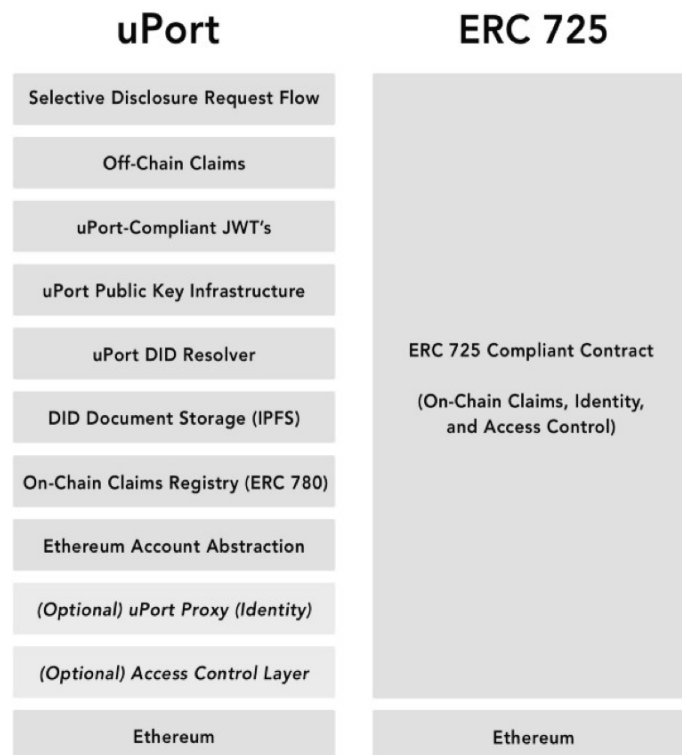 uPort
Selective Disclosure Request Flow
Off-Chain Claims
uPort-Compliant JWT's
uPort Public Key Infrastructure
uPort DID Resolver
DID Document Storage (IPFS)
On-Chain Claims Registry (ERC 780)
Ethereum Account Abstraction
(Optional) uPort Proxy (Identity)
(Optional) Access Control Layer
Ethereum
ERC 725
ERC 725 Compliant Contract
(On-Chain Claims, Identity,
and Access Control)
Ethereum